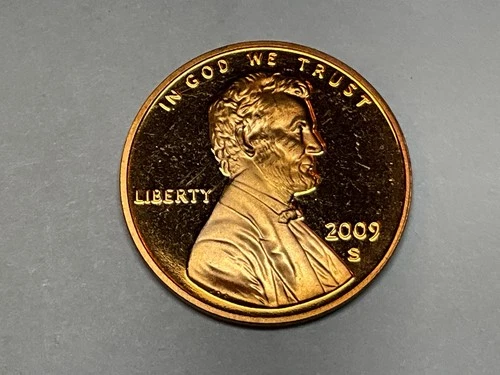 IN GOD WE TRUST
LIBERTY
2009
S